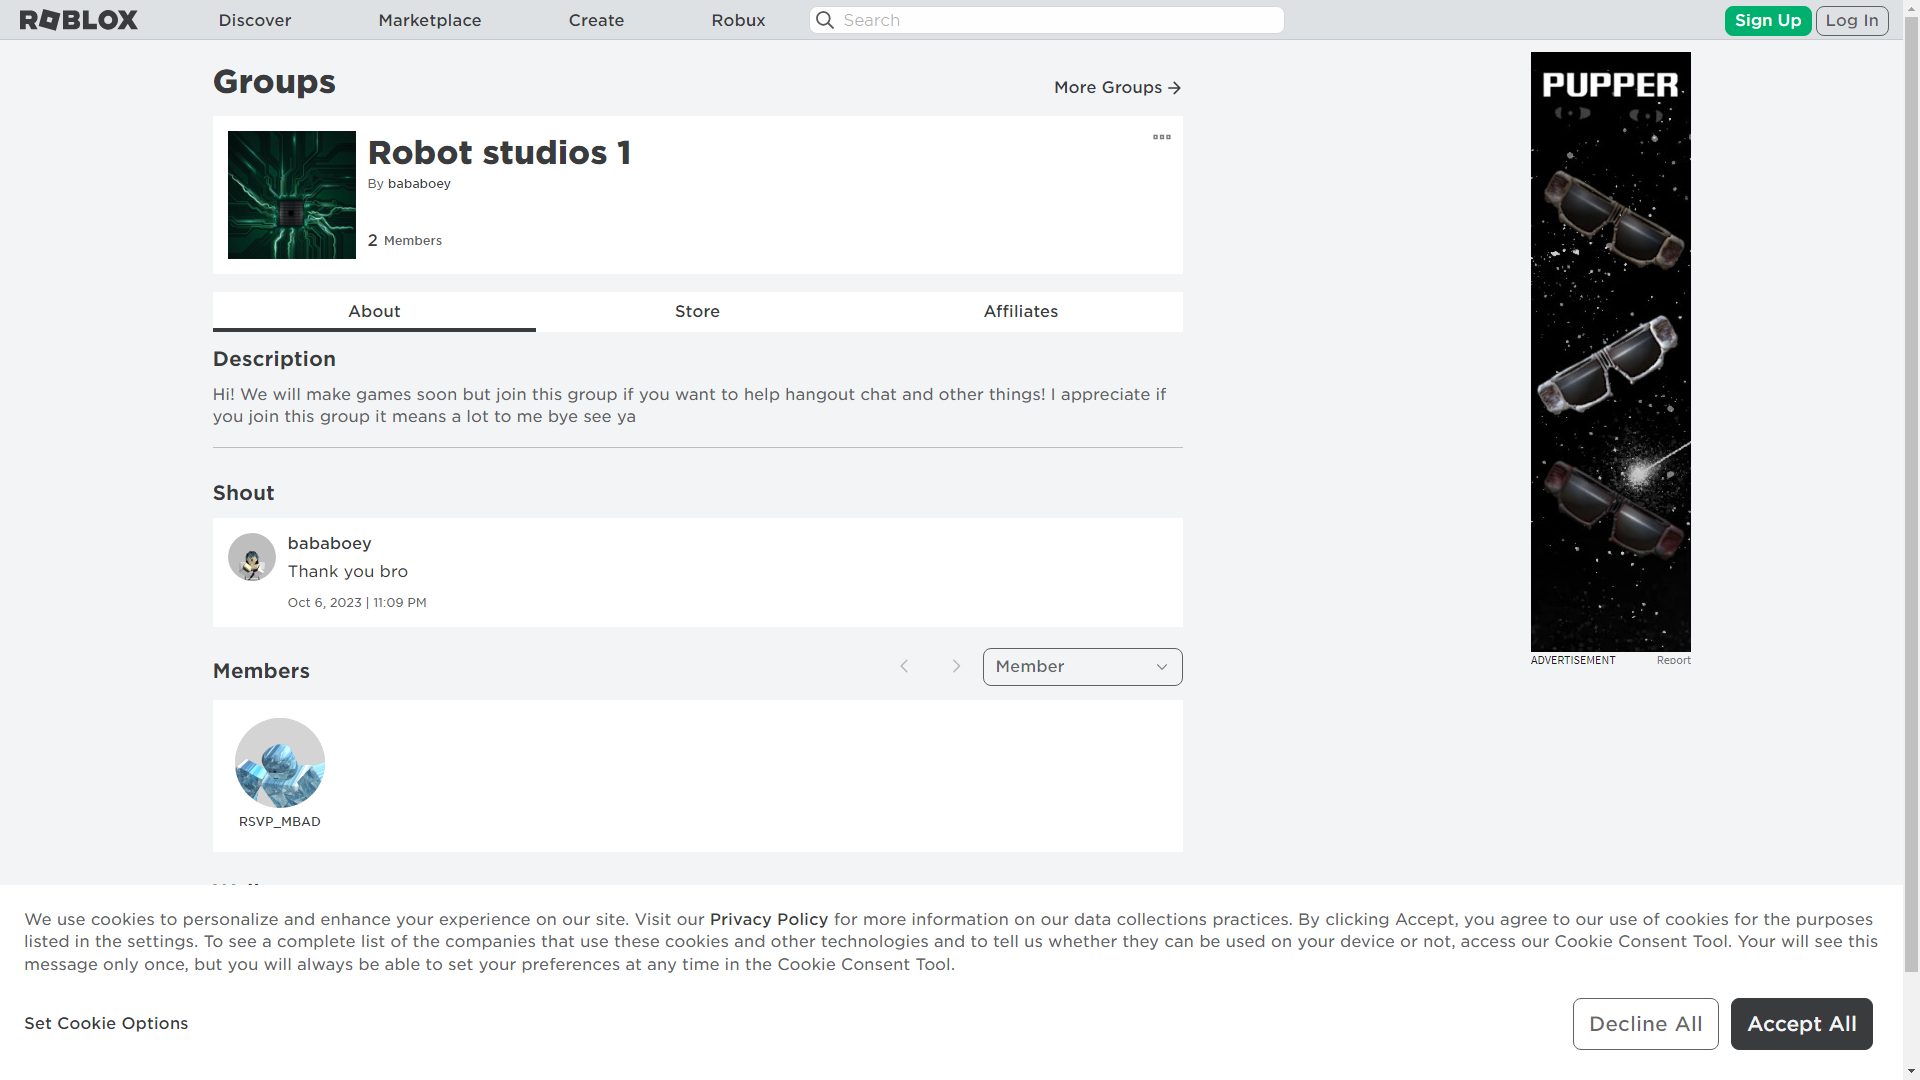 ROBLOX
Discover
Marketplace
Create
Robux
Search
Sign Up
Log In
Groups
More Groups
Robot studios 1
By bababoey
2 Members
About
Store
Affiliates
Description
Hi! We will make games soon but join this group if you want to help hangout chat and other things! I appreciate if
you join this group it means a lot to me bye see ya
Shout
bababoey
Thank you bro
Oct 6, 2023 | 11:09 PM
Members
Member
RSVP_MBAD
PUPPER
ADVERTISEMENT
Report
We use cookies to personalize and enhance your experience on our site. Visit our Privacy Policy for more information on our data collections practices. By clicking Accept, you agree to our use of cookies for the purposes
listed in the settings. To see a complete list of the companies that use these cookies and other technologies and to tell us whether they can be used on your device or not, access our Cookie Consent Tool. Your will see this
message only once, but you will always be able to set your preferences at any time in the Cookie Consent Tool.
Set Cookie Options
Decline All
Accept All